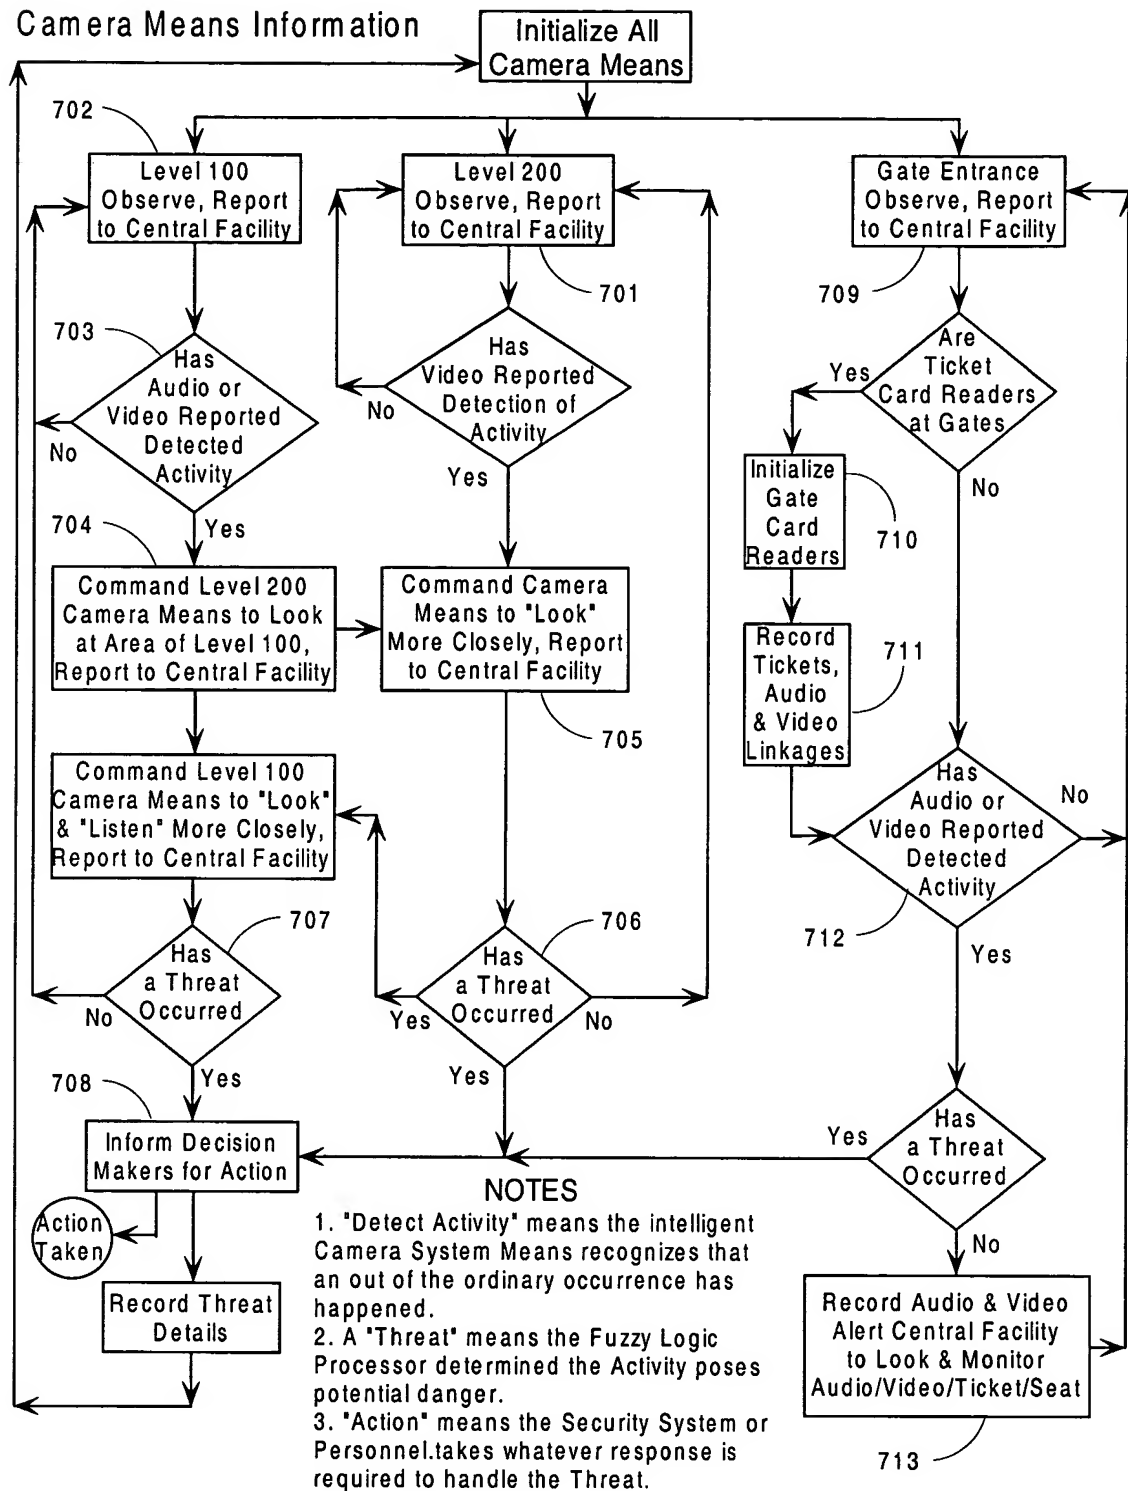 Camera Means Information
Initialize All
Camera Means
702
Level 100
Observe, Report
to Central Facility
Level 200
Observe, Report
to Central Facility
701
Gate Entrance
Observe, Report
to Central Facility
709
703
Has
Audio or
Video Reported
Detected
Activity
No
Yes
Has
Video Reported
Detection of
Activity
No
Yes
Are
Ticket
Card Readers
at Gates
Yes
No
Initialize
Gate
Card
Readers
710
Record
Tickets,
Audio
& Video
Linkages
711
704
Command Level 200
Camera Means to Look
at Area of Level 100,
Report to Central Facility
Command Camera
Means to "Look"
More Closely, Report
to Central Facility
705
Command Level 100
Camera Means to "Look"
& "Listen" More Closely,
Report to Central Facility
Has
Audio or
Video Reported
Detected
Activity
No
712
Yes
707
Has
a Threat
Occurred
No
Yes
706
Has
a Threat
Occurred
Yes
No
Yes
708
Inform Decision
Makers for Action
Action
Taken
Record Threat
Details
Has
a Threat
Occurred
Yes
No
Record Audio & Video
Alert Central Facility
to Look & Monitor
Audio/Video/Ticket/Seat
713
NOTES
1. "Detect Activity" means the intelligent
Camera System Means recognizes that
an out of the ordinary occurrence has
happened.
2. A "Threat" means the Fuzzy Logic
Processor determined the Activity poses
potential danger.
3. "Action" means the Security System or
Personnel.takes whatever response is
required to handle the Threat.